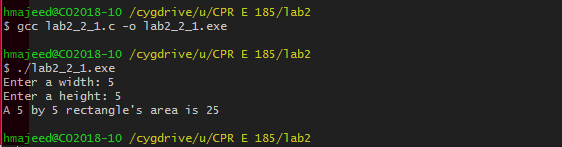 hmajeed@CO2018-10 /cygdrive/u/CPR E 185/lab2
$ gcc lab2_2_1.c -o lab2_2_1.exe
hmajeed@CO2018-10 /cygdrive/u/CPR E 185/lab2
$ ./lab2_2_1.exe
Enter a width: 5
Enter a height: 5
A 5 by 5 rectangle's area is 25
hmajeed@CO2018-10 /cygdrive/u/CPR E 185/lab2